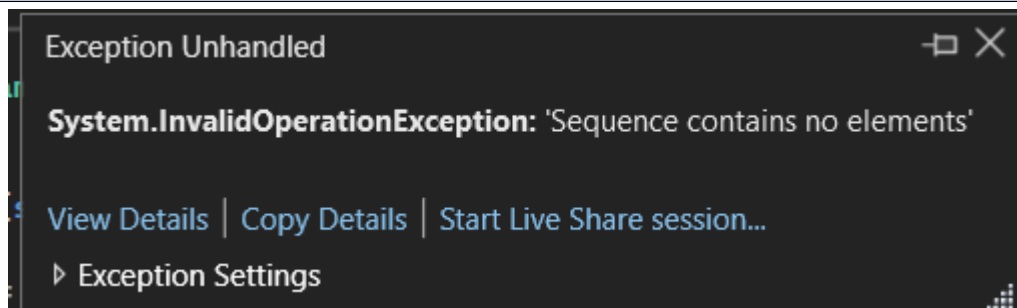 Exception Unhandled
System.InvalidOperationException: 'Sequence contains no elements'
View Details | Copy Details | Start Live Share session...
Exception Settings